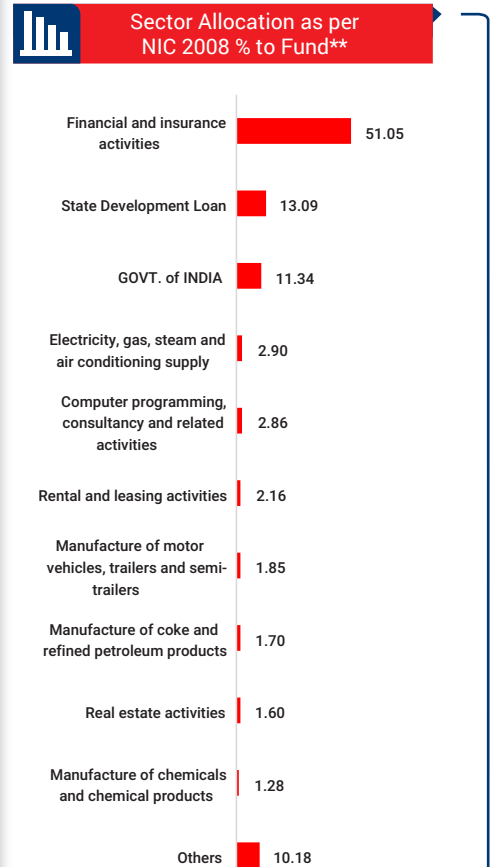 Sector Allocation as per
NIC 2008 % to Fund**
Financial and insurance
activities
51.05
State Development Loan
13.09
GOVT. of INDIA
11.34
Electricity, gas, steam and
air conditioning supply
2.90
Computer programming,
consultancy and related
activities
2.86
Rental and leasing activities
2.16
Manufacture of motor
vehicles, trailers and semi-
trailers
1.85
Manufacture of coke and
refined petroleum products
1.70
Real estate activities
1.60
Manufacture of chemicals
and chemical products
1.28
Others
10.18